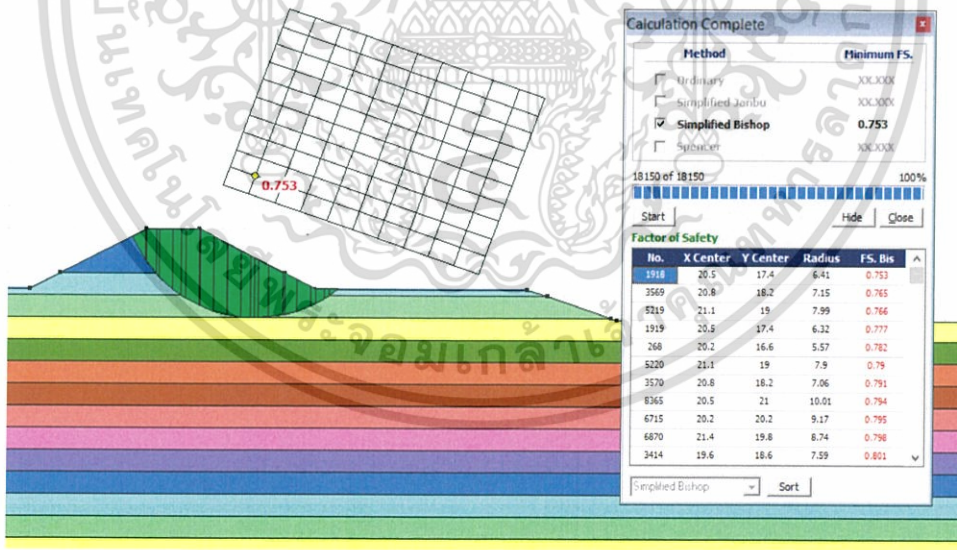 Calculation Complete
Method Minimum FS.
Ordinary XX.XXX
Simplified Janbu XX.XXX
Simplified Bishop 0.753
Spencer XX.XXX
18150 of 18150 100%
Start Hide Close
Factor of Safety
No. X Center Y Center Radius FS. Bis
1918 20.5 17.4 6.41 0.753
3569 20.8 18.2 7.15 0.765
5219 21.1 19 7.99 0.766
1919 20.5 17.4 6.32 0.777
268 20.2 16.6 5.57 0.782
5220 21.1 19 7.9 0.79
3570 20.8 18.2 7.06 0.791
8365 20.5 21 10.01 0.794
6715 20.2 20.2 9.17 0.795
6870 21.4 19.8 8.74 0.798
3414 19.6 18.6 7.59 0.801
Simplified Bishop Sort
0.753